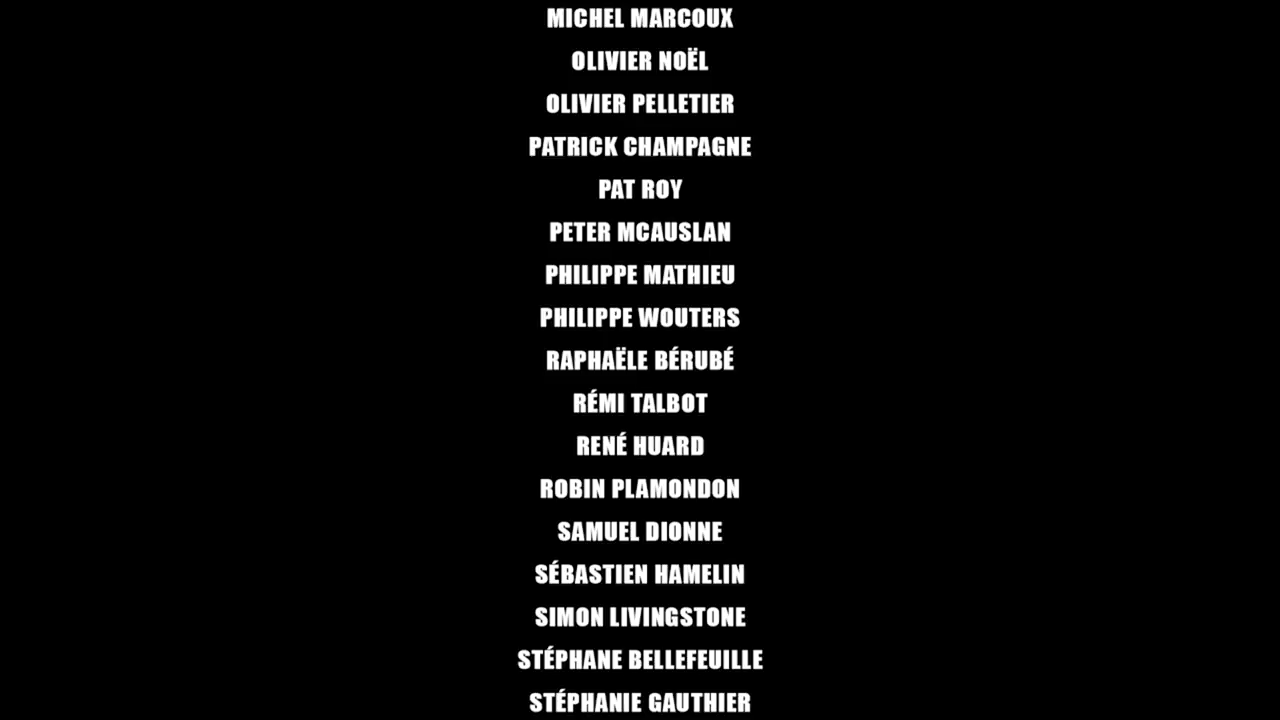 MICHEL MARCOUX
OLIVIER NOËL
OLIVIER PELLETIER
PATRICK CHAMPAGNE
PAT ROY
PETER MCAUSLAN
PHILIPPE MATHIEU
PHILIPPE WOUTERS
RAPHAËLE BÉRUBÉ
RÉMI TALBOT
RENÉ HUARD
ROBIN PLAMONDON
SAMUEL DIONNE
SÉBASTIEN HAMELIN
SIMON LIVINGSTONE
STÉPHANE BELLEFEUILLE
STÉPHANIE GAUTHIER